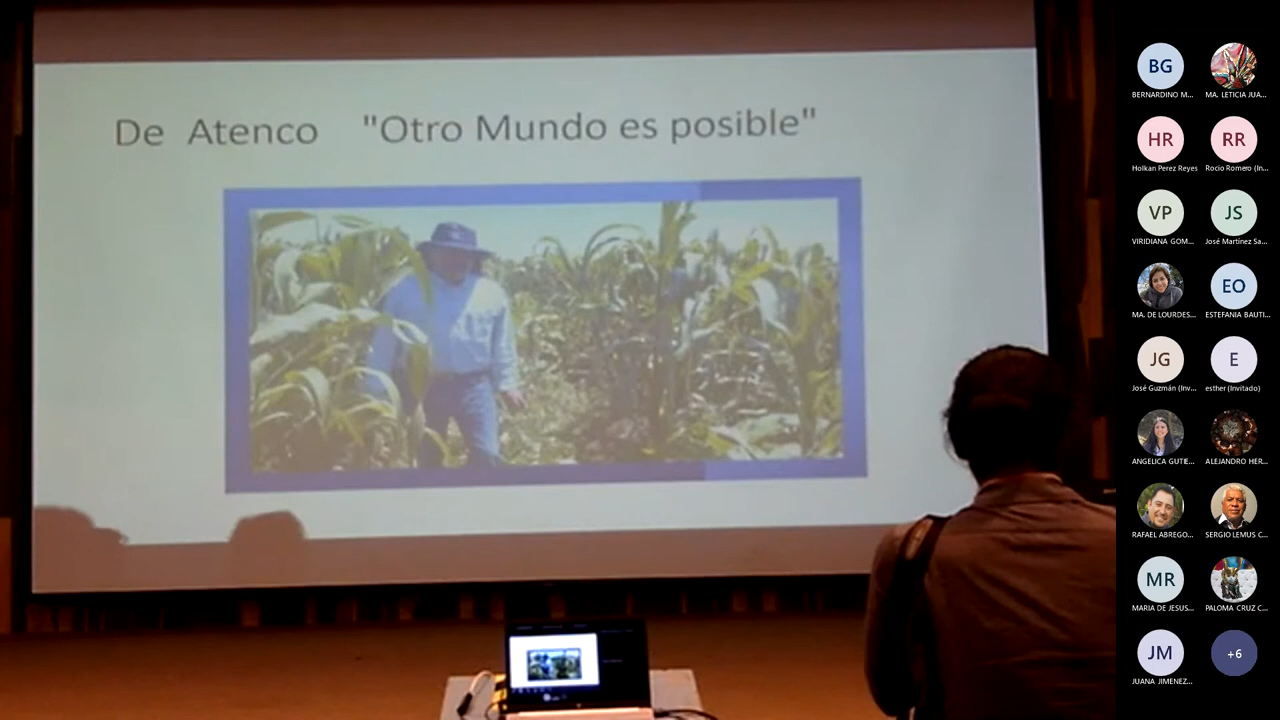 De Atenco "Otro Mundo es posible"
BG
BERNARDINO M...
MA. LETICIA JUA...
HR
Holkan Perez Reyes
RR
Rocio Romero (In...
VP
VIRIDIANA GOM...
JS
José Martínez Sa...
MA. DE LOURDES...
EO
ESTEFANIA BAUTI...
JG
José Guzmán (Inv...
E
esther (Invitado)
ANGELICA GUTIE...
ALEJANDRO HER...
RAFAEL ABREGO...
SERGIO LEMUS C...
MR
MARIA DE JESUS...
PALOMA CRUZ C...
JM
JUANA JIMENEZ...
+6